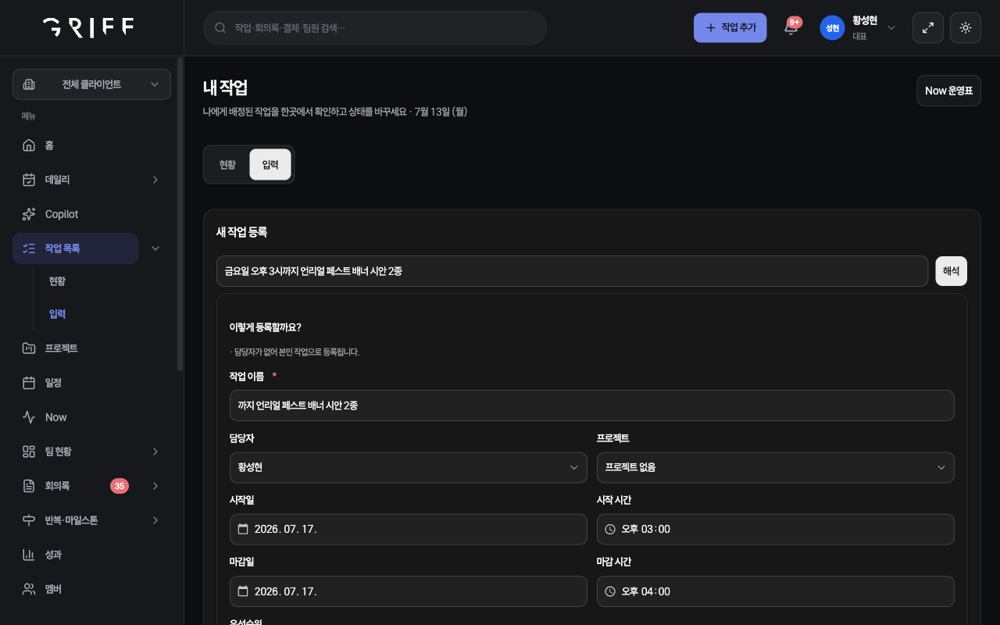 GRIFF
작업·회의록·결제·팀원 검색…
작업 추가
9+
성현
황성현
대표
전체 클라이언트
메뉴
홈
데일리
Copilot
작업 목록
현황
입력
프로젝트
일정
Now
팀 현황
회의록
35
반복·마일스톤
성과
멤버
내 작업
나에게 배정된 작업을 한곳에서 확인하고 상태를 바꾸세요 · 7월 13일 (월)
Now 운영표
현황
입력
새 작업 등록
금요일 오후 3시까지 언리얼 페스트 배너 시안 2종
해석
이렇게 등록할까요?
· 담당자가 없어 본인 작업으로 등록됩니다.
작업 이름 *
까지 언리얼 페스트 배너 시안 2종
담당자
프로젝트
황성현
프로젝트 없음
시작일
시작 시간
2026. 07. 17.
오후 03:00
마감일
마감 시간
2026. 07. 17.
오후 04:00